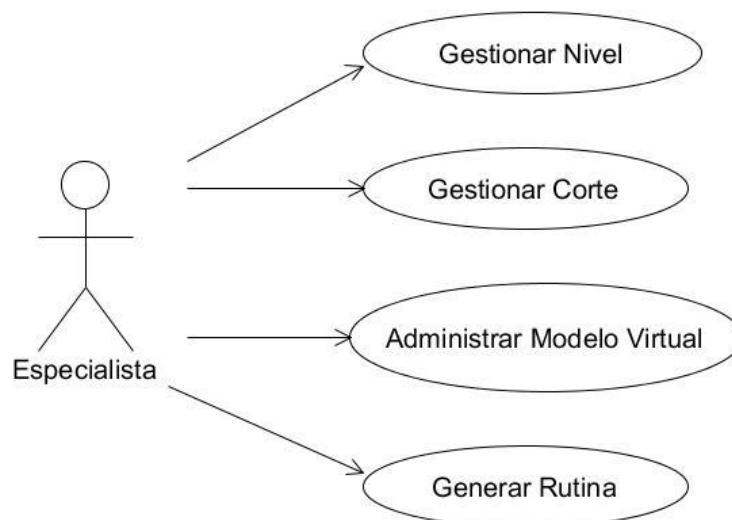 Gestionar Nivel
Gestionar Corte
Administrar Modelo Virtual
Especialista
Generar Rutina